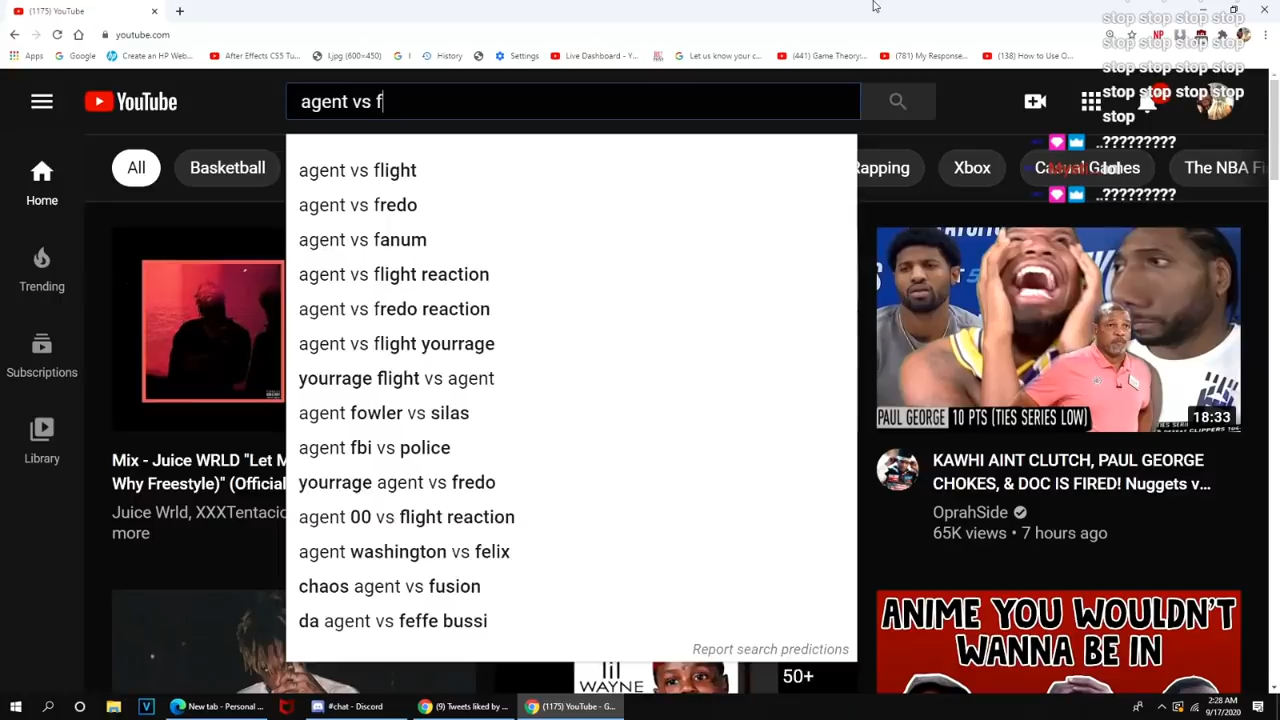 (1175) YouTube
youtube.com
Apps
Google
Create an HP Web...
After Effects CS5 Tu...
l.jpg (600×450)
History
Settings
Live Dashboard - Yo...
Let us know your c...
(441) Game Theory:...
(781) My Response...
(138) How to Use O...
stop stop stop stop
stop stop stop stop
stop stop stop stop
stop stop stop stop
stop
..?????????
lol
..?????????
YouTube
agent vs f
All
Basketball
Rapping
Xbox
Casual Games
The NBA Fi
Home
Trending
Subscriptions
Library
agent vs flight
agent vs fredo
agent vs fanum
agent vs flight reaction
agent vs fredo reaction
agent vs flight yourrage
yourrage flight vs agent
agent fowler vs silas
agent fbi vs police
yourrage agent vs fredo
agent 00 vs flight reaction
agent washington vs felix
chaos agent vs fusion
da agent vs feffe bussi
Report search predictions
Mix - Juice WRLD "Let M
Why Freestyle)" (Official
Juice Wrld, XXXTentacio
more
PAUL GEORGE 10 PTS (TIES SERIES LOW)
18:33
KAWHI AINT CLUTCH, PAUL GEORGE
CHOKES, & DOC IS FIRED! Nuggets v...
OprahSide
65K views • 7 hours ago
lil
WAYNE
50+
ANIME YOU WOULDN'T
WANNA BE IN
New tab - Personal ...
#chat - Discord
(9) Tweets liked by ...
(1175) YouTube - G...
2:28 AM
9/17/2020